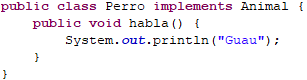 public class Perro implements Animal {
    public void habla() {
        System.out.println("Guau");
    }
}